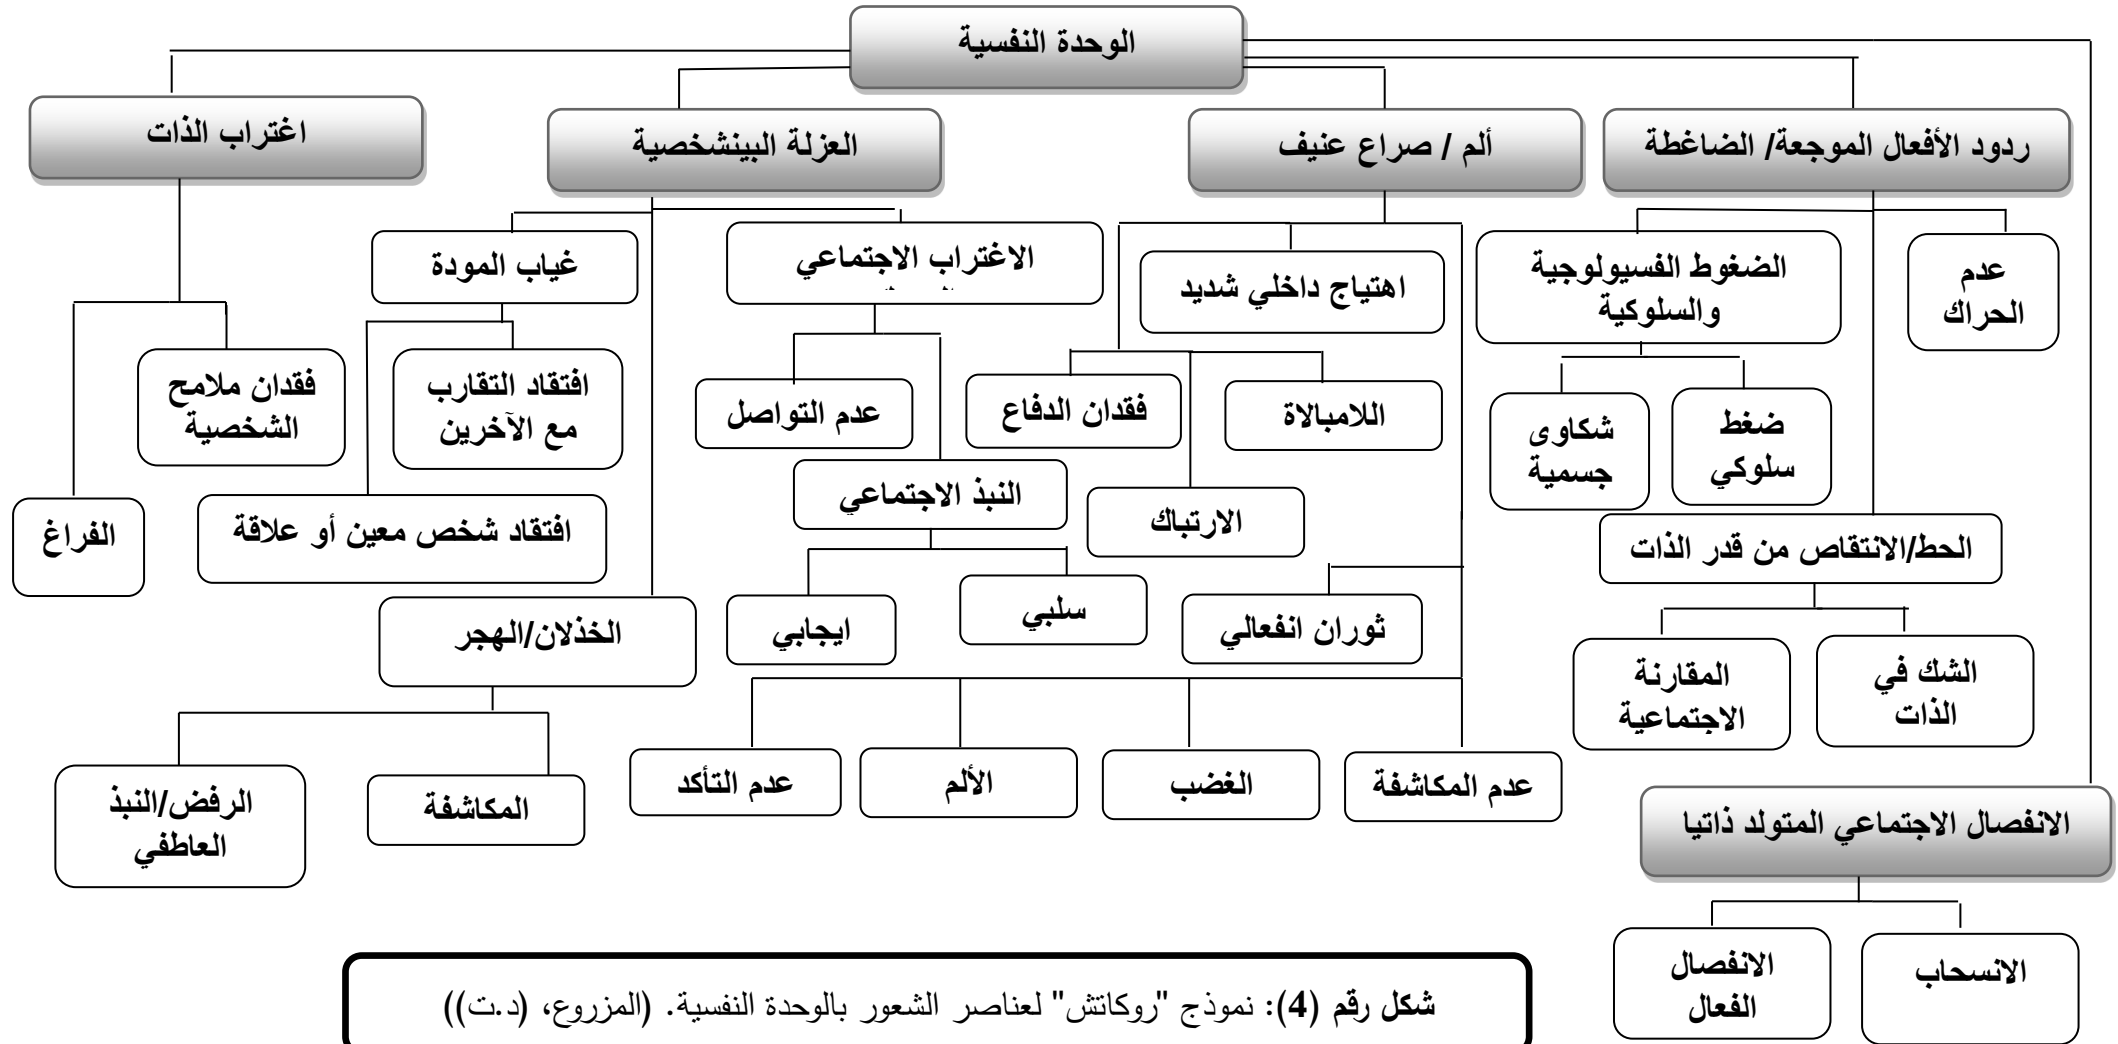 الوحدة النفسية
ردود الأفعال الموجعة/ الضاغطة
ألم / صراع عنيف
العزلة البينشخصية
اغتراب الذات
عدم
الحراك
الضغوط الفسيولوجية
والسلوكية
اهتياج داخلي شديد
الاغتراب الاجتماعي
غياب المودة
ضغط
سلوكي
شكاوى
جسمية
اللامبالاة
فقدان الدفاع
عدم التواصل
افتقاد التقارب
مع الآخرين
فقدان ملامح
الشخصية
الحط/الانتقاص من قدر الذات
الارتباك
النبذ الاجتماعي
افتقاد شخص معين أو علاقة
الفراغ
الشك في
الذات
المقارنة
الاجتماعية
ثوران انفعالي
سلبي
ايجابي
الخذلان/الهجر
عدم المكاشفة
الغضب
الألم
عدم التأكد
المكاشفة
الرفض/النبذ
العاطفي
الانفصال الاجتماعي المتولد ذاتيا
الانسحاب
الانفصال
الفعال
شكل رقم (4): نموذج "روكاتش" لعناصر الشعور بالوحدة النفسية. (المزروع، (د.ت))